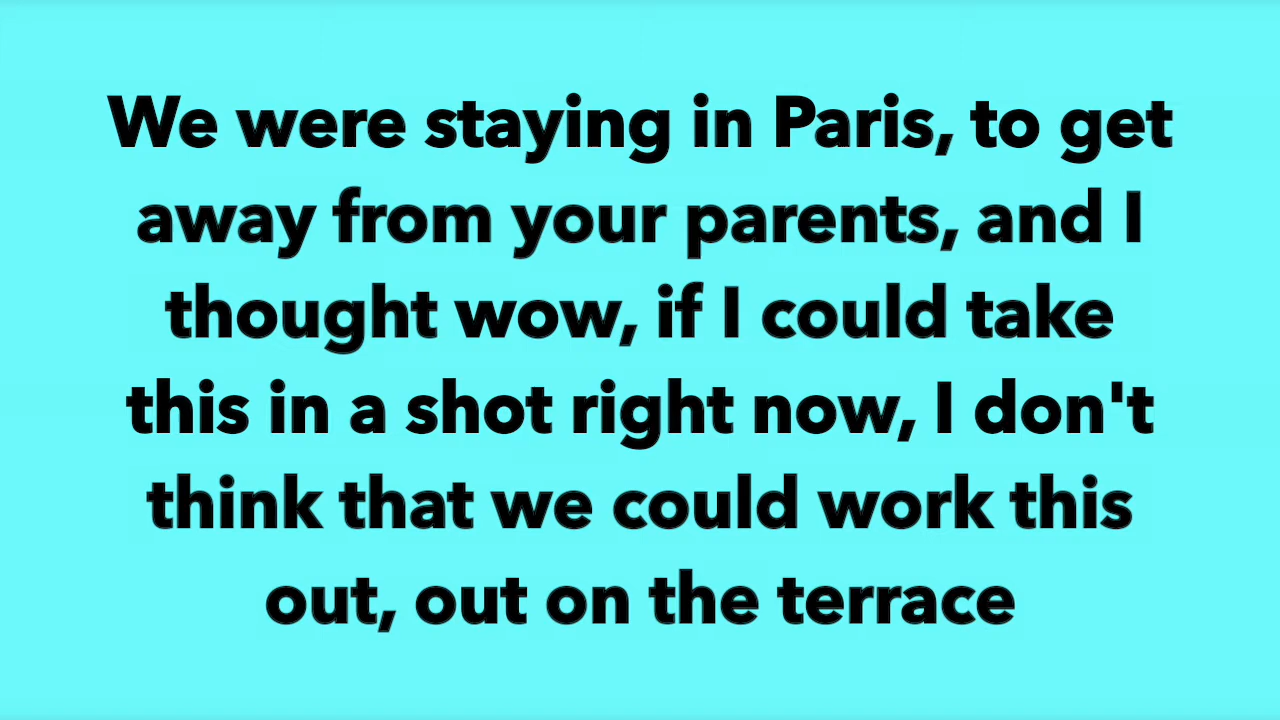 We were staying in Paris, to get
away from your parents, and I
thought wow, if I could take
this in a shot right now, I don't
think that we could work this
out, out on the terrace